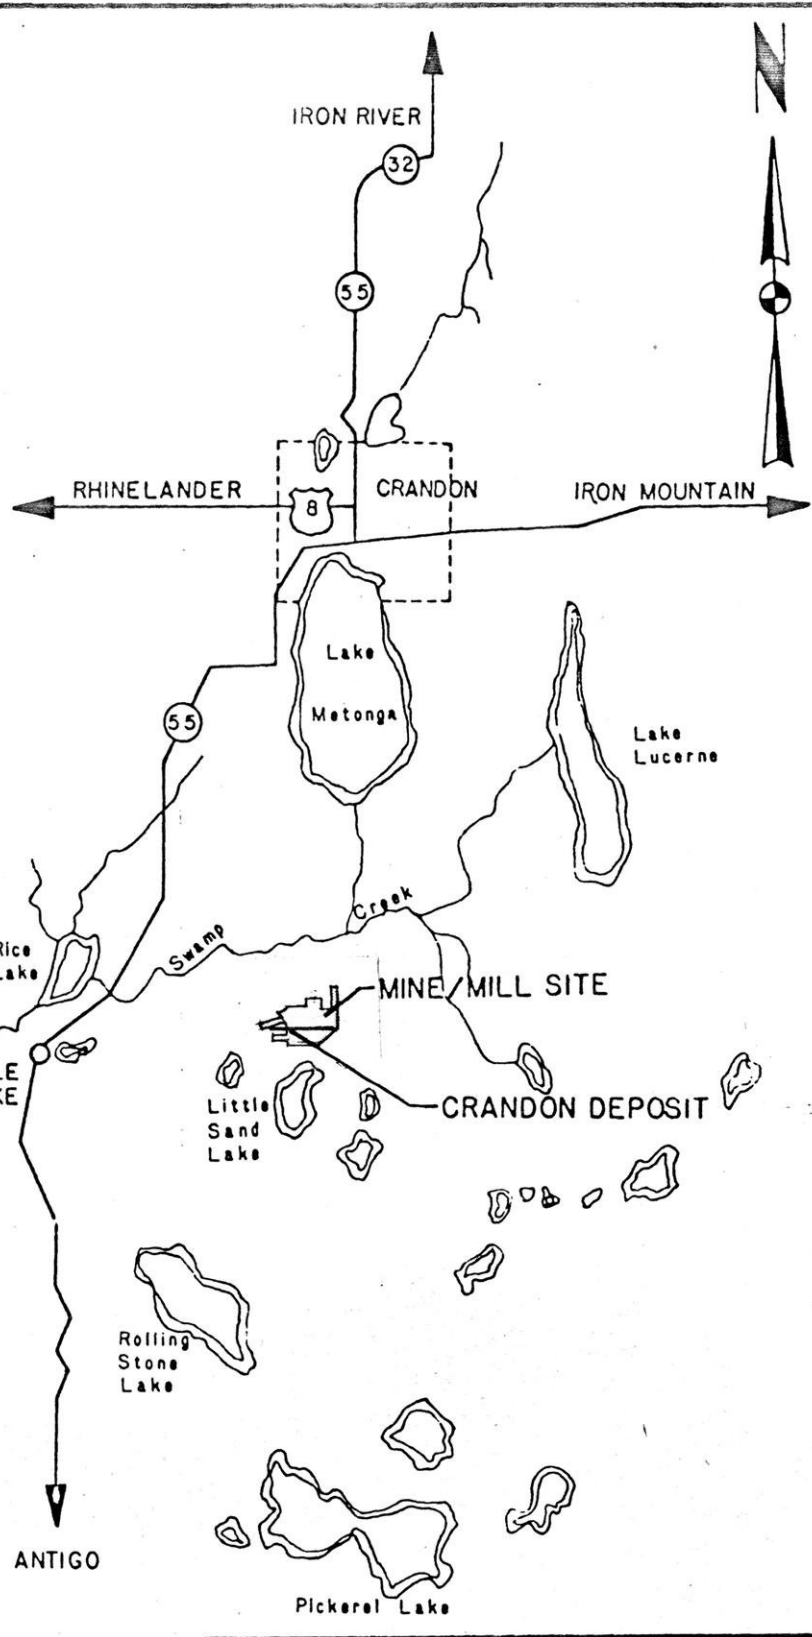 N
IRON RIVER
32
55
RHINELANDER
8
CRANDON
IRON MOUNTAIN
Lake
Metonga
55
Lake
Lucerne
Creek
Swamp
Rice
Lake
MINE/MILL SITE
LE
KE
CRANDON DEPOSIT
Little
Sand
Lake
Rolling
Stone
Lake
ANTIGO
Pickerel Lake